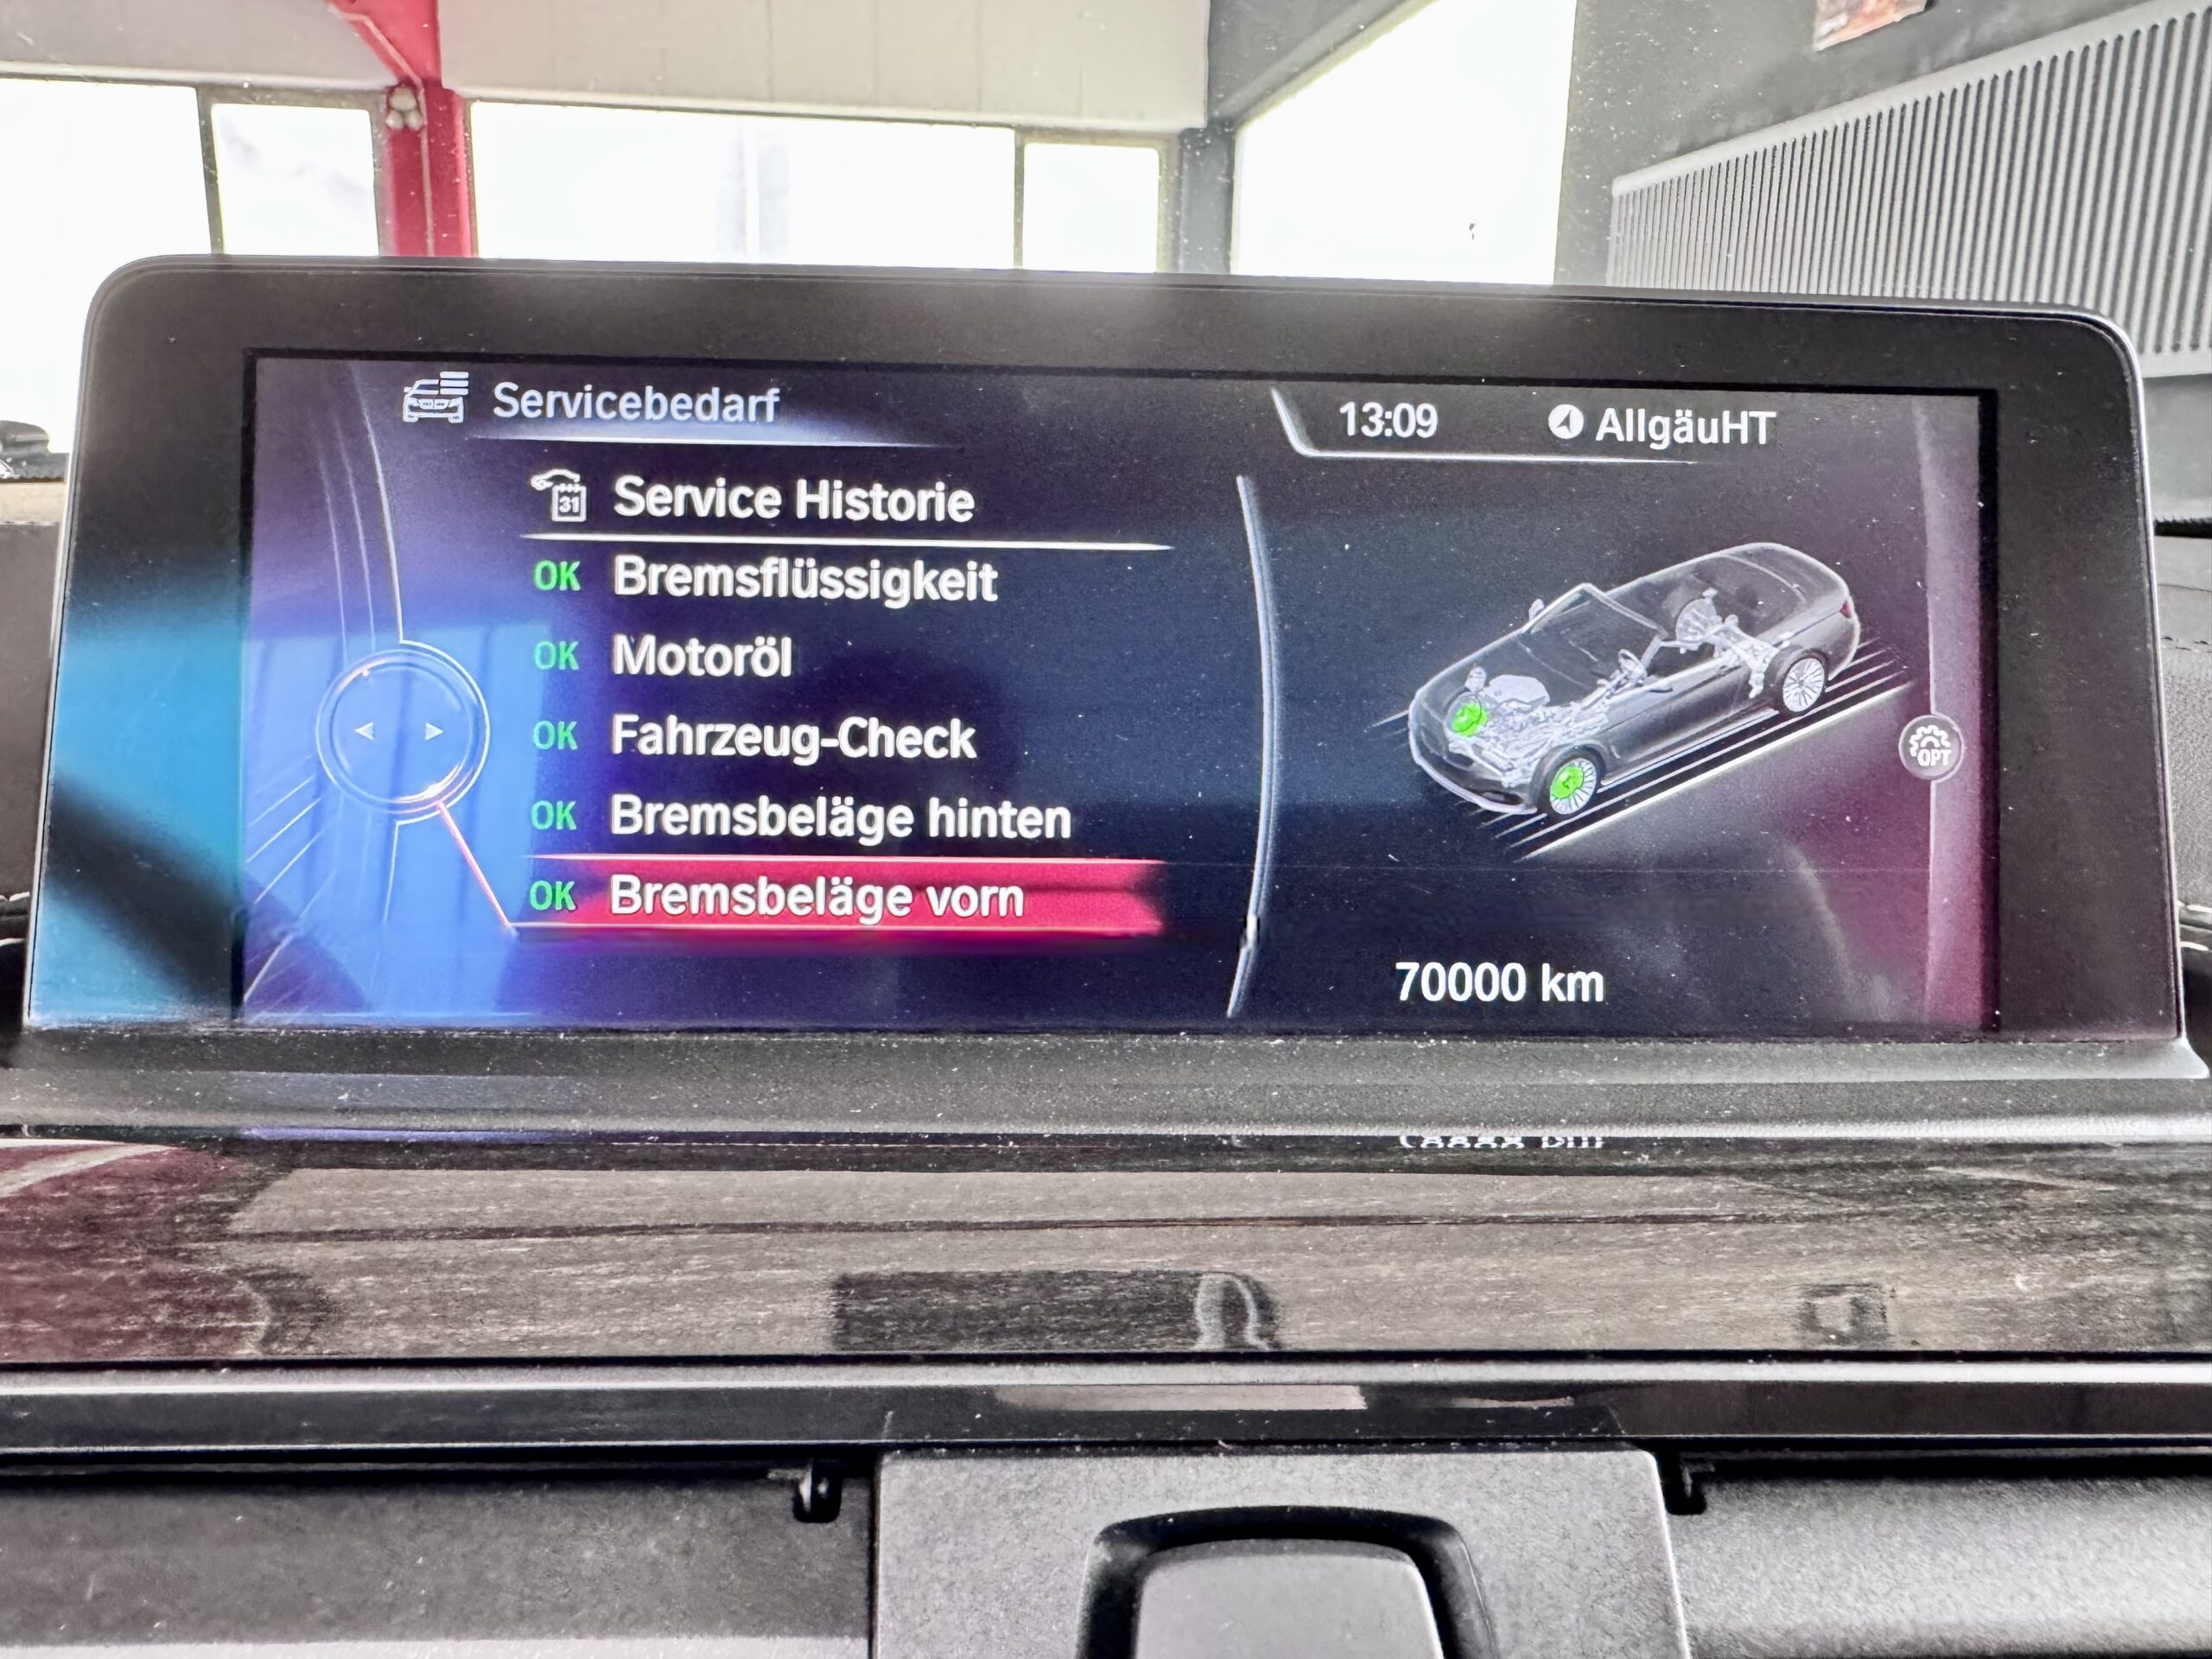 Servicebedarf
13:09
AllgäuHT
31
Service Historie
OK Bremsflüssigkeit
OK Motoröl
OK Fahrzeug-Check
OK Bremsbeläge hinten
OK Bremsbeläge vorn
OPT
70000 km